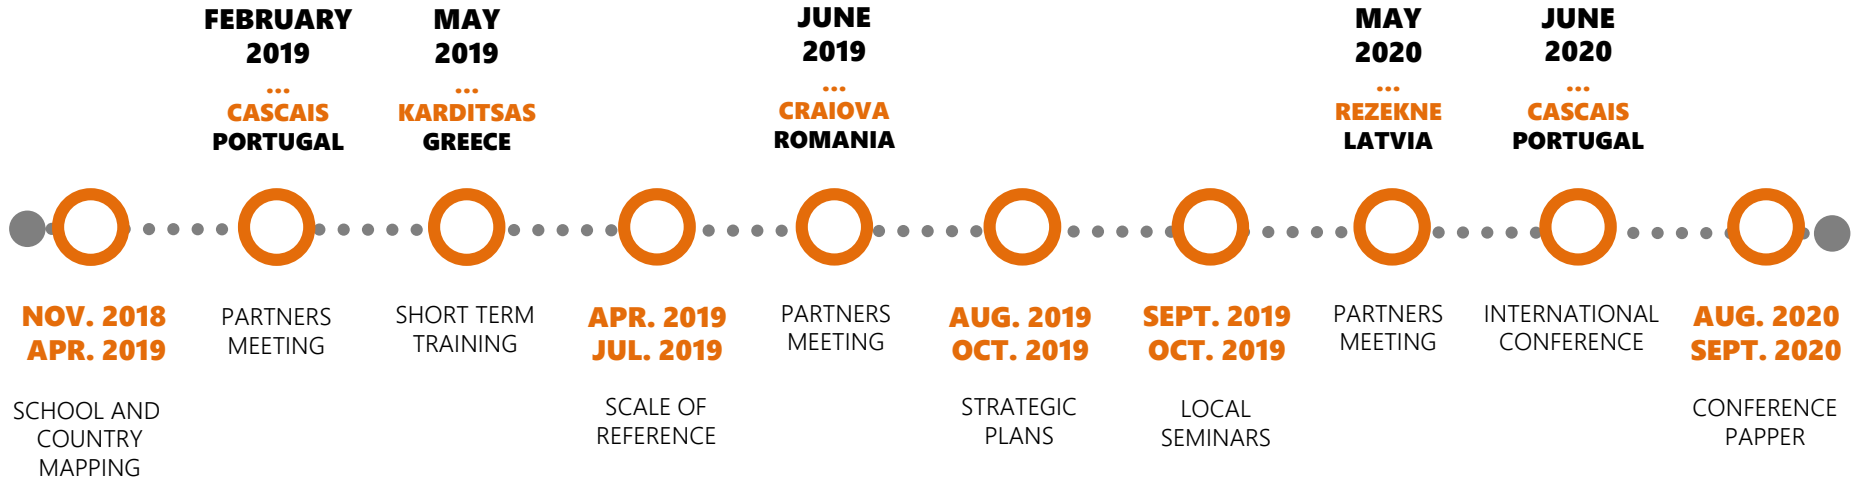 FEBRUARY
2019
...
CASCAIS
PORTUGAL
MAY
2019
...
KARDITSAS
GREECE
JUNE
2019
...
CRAIOVA
ROMANIA
MAY
2020
...
REZEKNE
LATVIA
JUNE
2020
...
CASCAIS
PORTUGAL
NOV. 2018
APR. 2019
SCHOOL AND
COUNTRY
MAPPING
PARTNERS
MEETING
SHORT TERM
TRAINING
APR. 2019
JUL. 2019
SCALE OF
REFERENCE
PARTNERS
MEETING
AUG. 2019
OCT. 2019
STRATEGIC
PLANS
SEPT. 2019
OCT. 2019
LOCAL
SEMINARS
PARTNERS
MEETING
INTERNATIONAL
CONFERENCE
AUG. 2020
SEPT. 2020
CONFERENCE
PAPPER